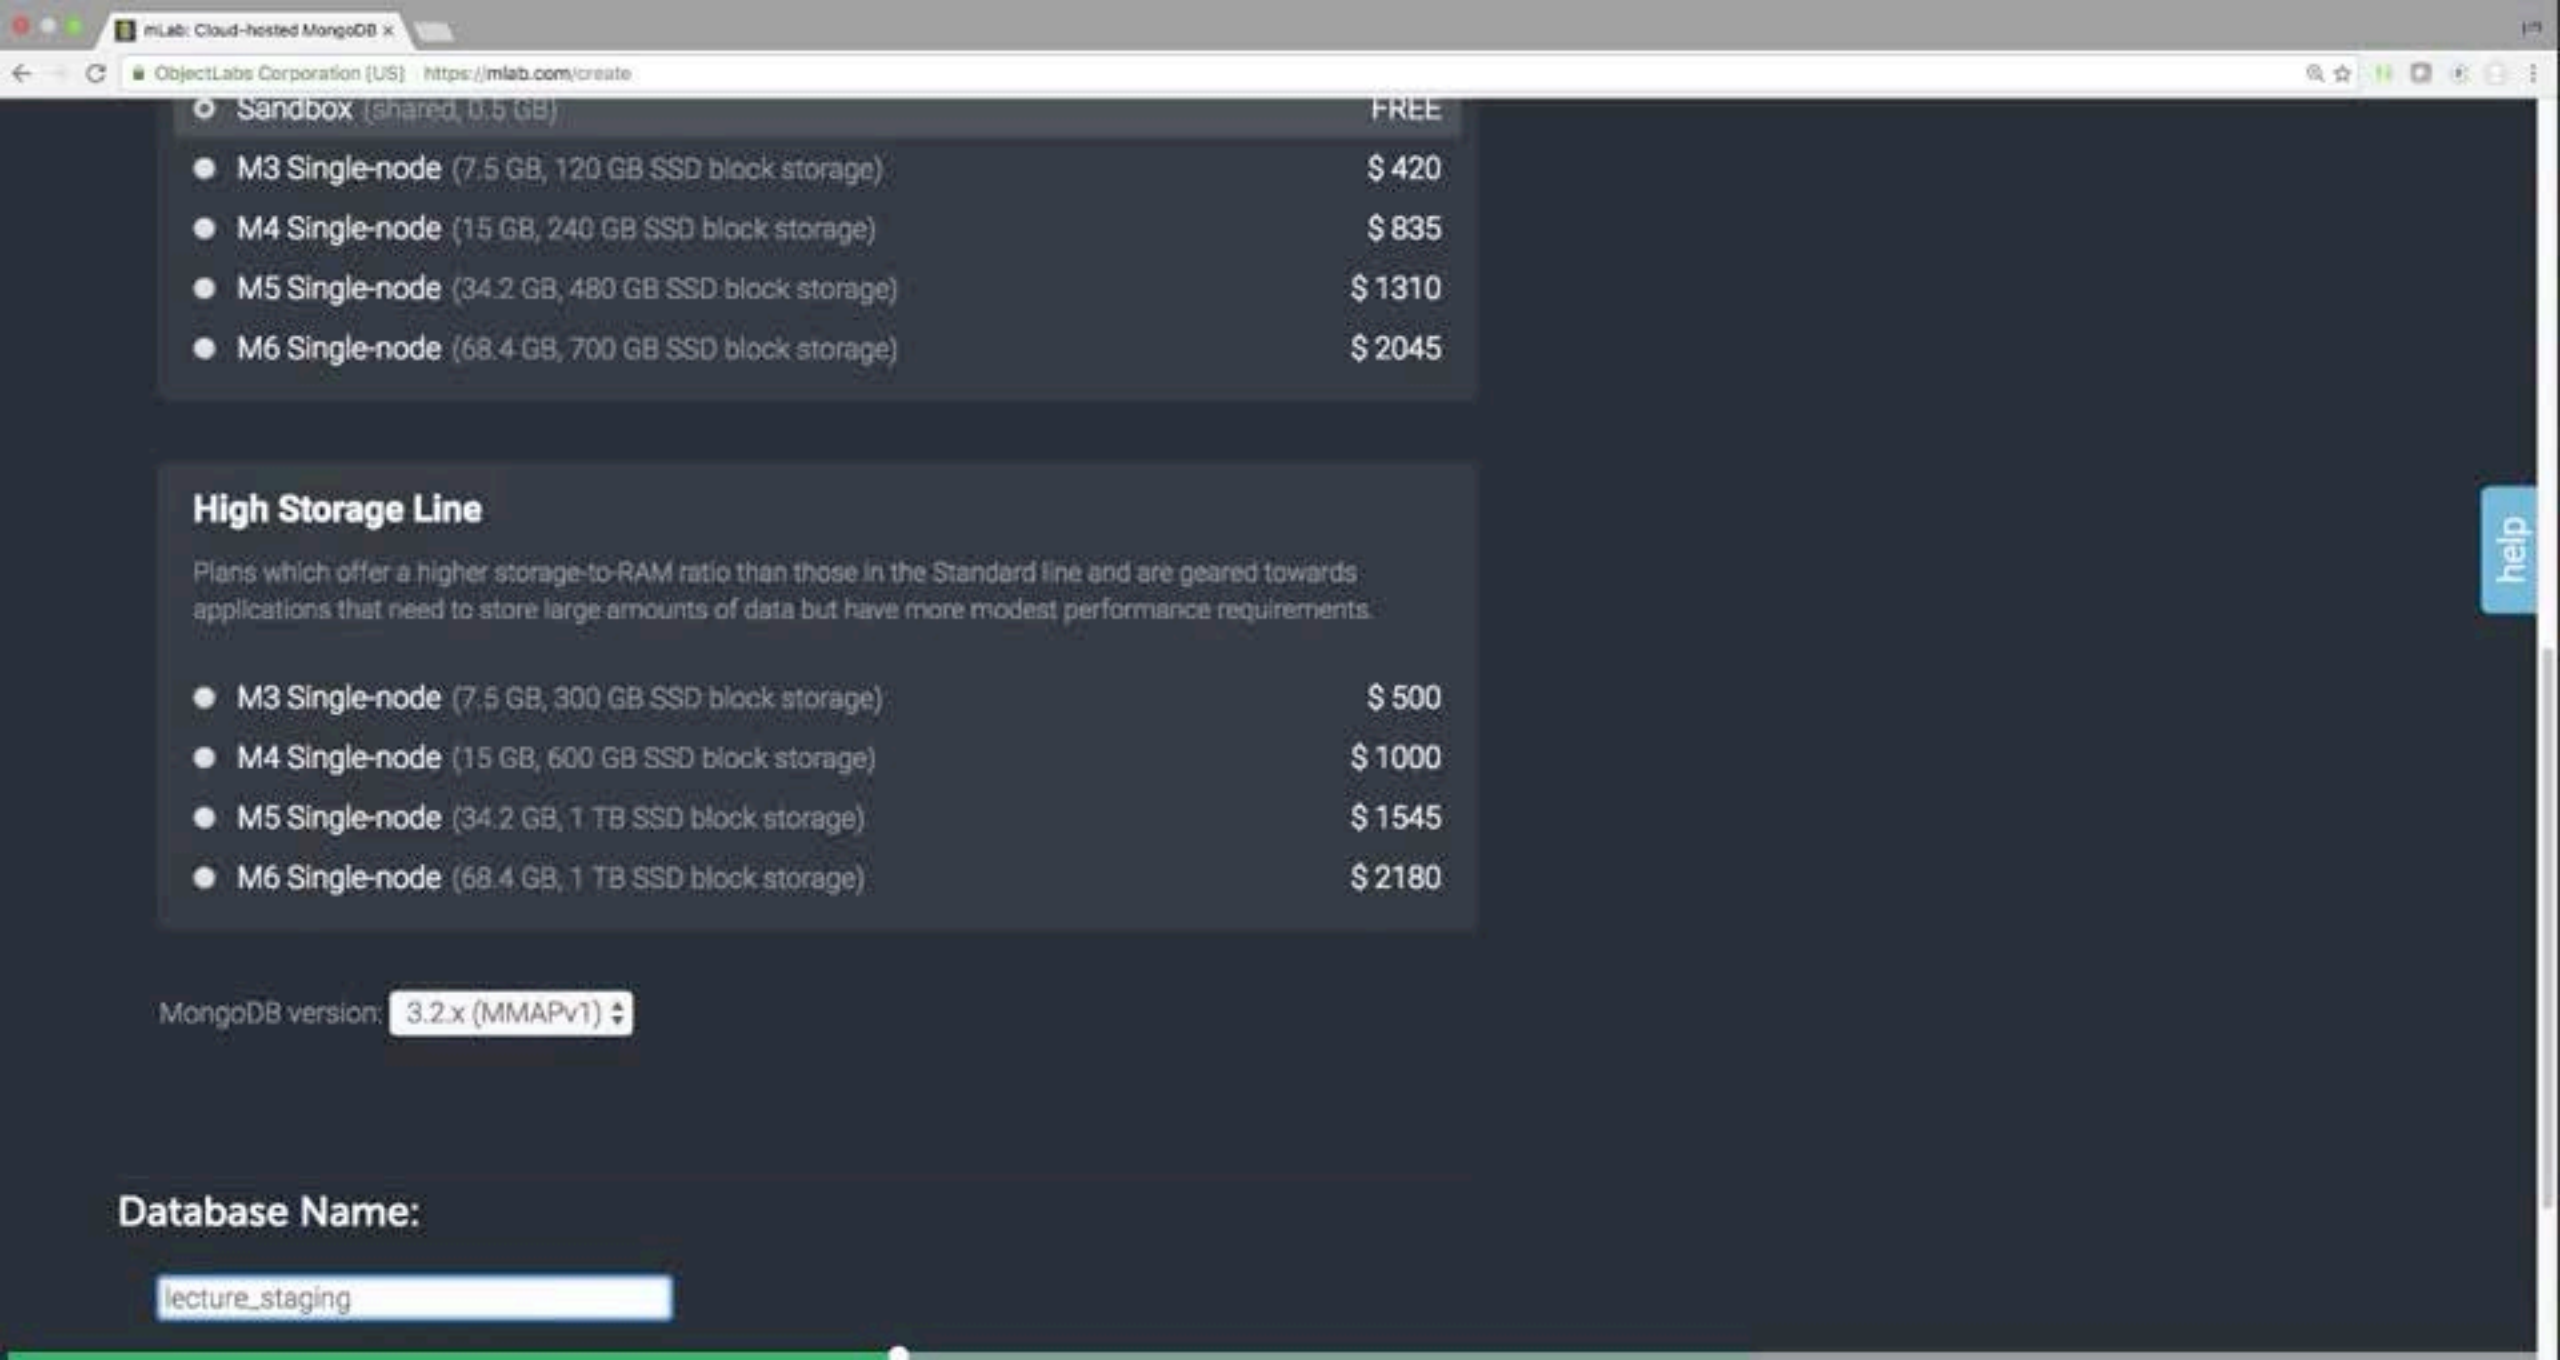 mLab: Cloud-hosted MongoDB ×
ObjectLabs Corporation [US] https://mlab.com/create
Sandbox (shared, 0.5 GB) FREE
M3 Single-node (7.5 GB, 120 GB SSD block storage) $ 420
M4 Single-node (15 GB, 240 GB SSD block storage) $ 835
M5 Single-node (34.2 GB, 480 GB SSD block storage) $ 1310
M6 Single-node (68.4 GB, 700 GB SSD block storage) $ 2045
High Storage Line
Plans which offer a higher storage-to-RAM ratio than those in the Standard line and are geared towards
applications that need to store large amounts of data but have more modest performance requirements.
help
M3 Single-node (7.5 GB, 300 GB SSD block storage) $ 500
M4 Single-node (15 GB, 600 GB SSD block storage) $ 1000
M5 Single-node (34.2 GB, 1 TB SSD block storage) $ 1545
M6 Single-node (68.4 GB, 1 TB SSD block storage) $ 2180
MongoDB version: 3.2.x (MMAPv1)
Database Name:
lecture_staging